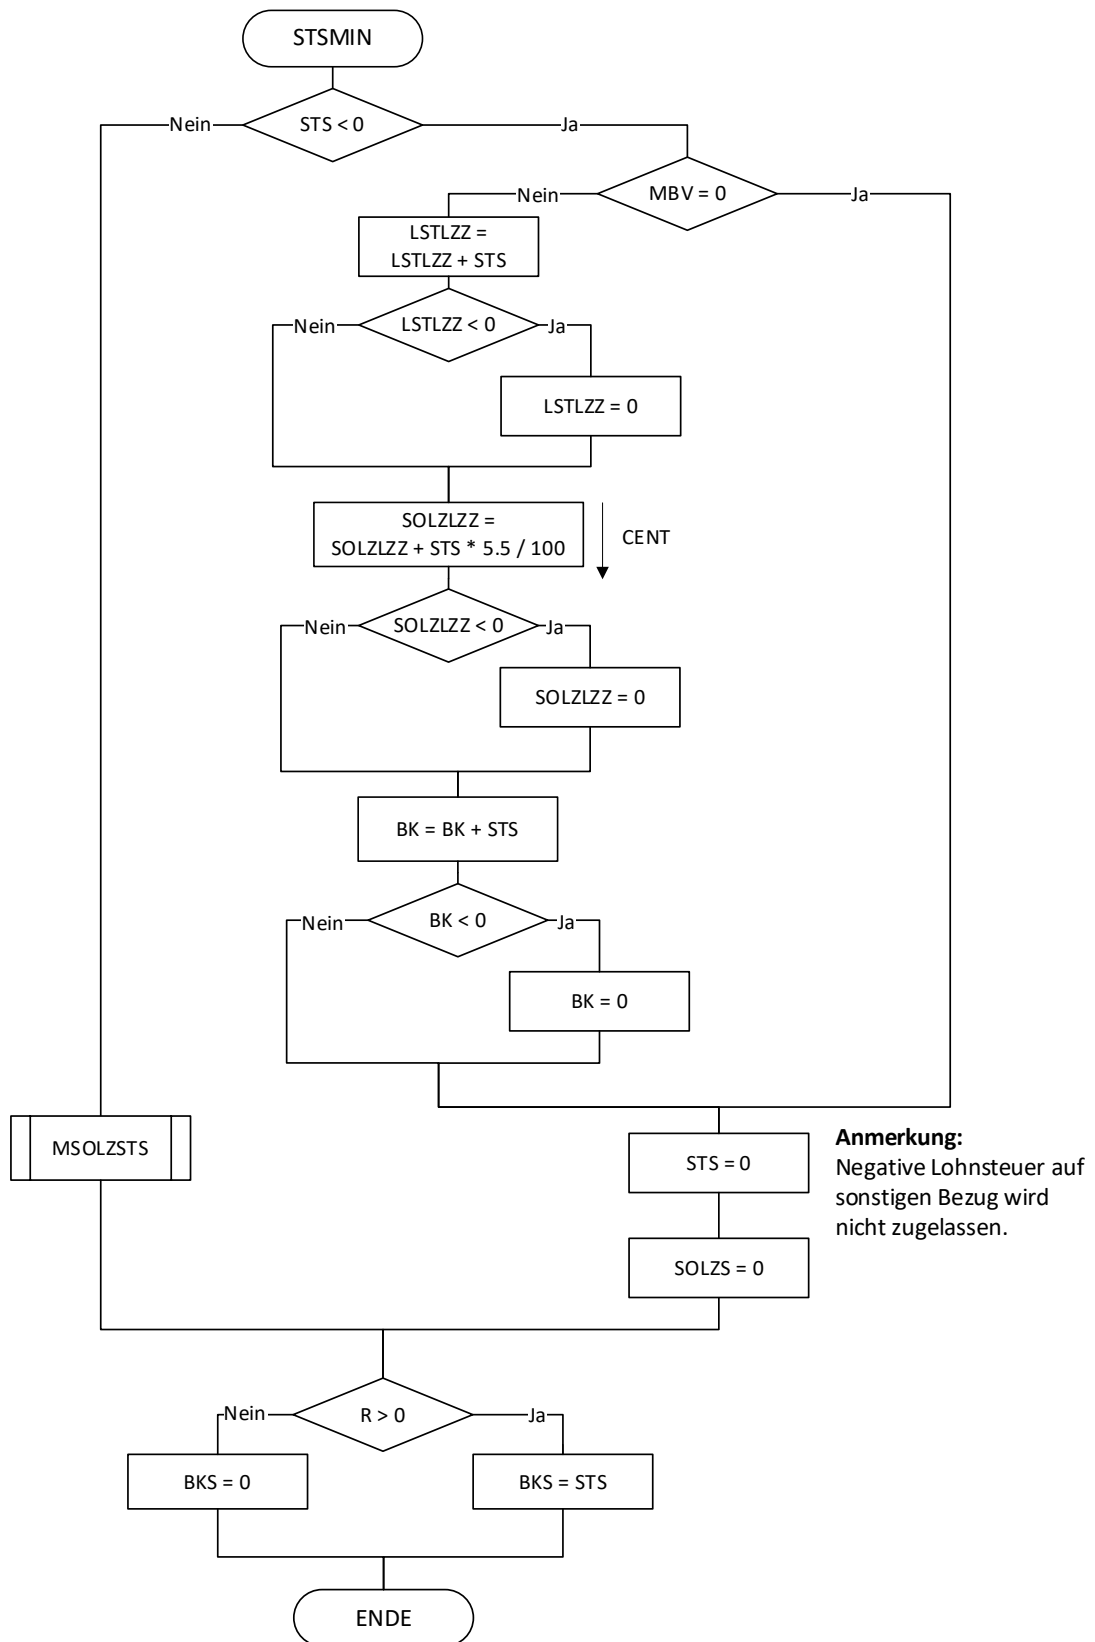 STSMIN
Nein
STS < 0
Ja
Nein
MBV = 0
Ja
LSTLZZ =
LSTLZZ + STS
Nein
LSTLZZ < 0
Ja
LSTLZZ = 0
SOLZLZZ =
SOLZLZZ + STS * 5.5 / 100
CENT
Nein
SOLZLZZ < 0
Ja
SOLZLZZ = 0
BK = BK + STS
Nein
BK < 0
Ja
BK = 0
MSOLZSTS
STS = 0
Anmerkung:
Negative Lohnsteuer auf
sonstigen Bezug wird
nicht zugelassen.
SOLZS = 0
Nein
R > 0
Ja
BKS = 0
BKS = STS
ENDE